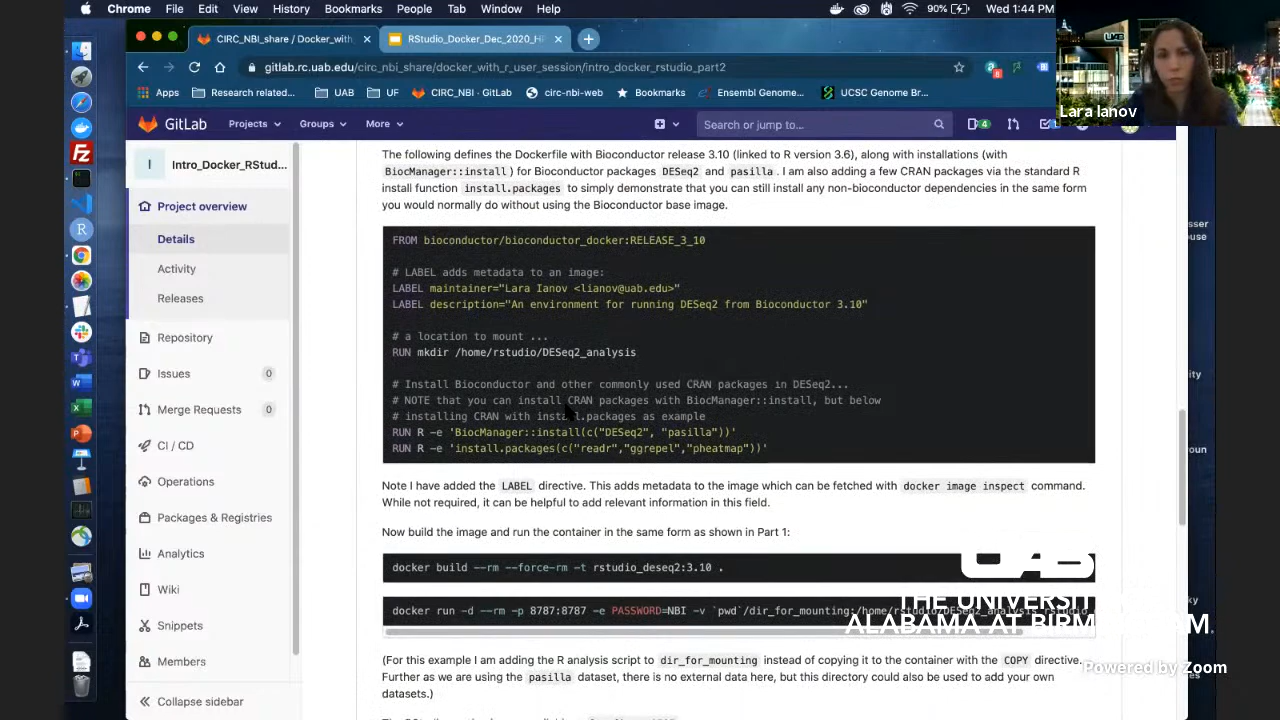 Chrome File Edit View History Bookmarks People Tab Window Help 90% Wed 1:44 PM
CIRC_NBI_share / Docker_with_ RStudio_Docker_Dec_2020_H
gitlab.rc.uab.edu/circ_nbi_share/docker_with_r_user_session/intro_docker_rstudio_part2
Apps Research related... UAB UF CIRC_NBI · GitLab circ-nbi-web Bookmarks Ensembl Genome... UCSC Genome Br...
UAB
Lara Ianov
GitLab Projects Groups More Search or jump to... 4
I Intro_Docker_RStud...
Project overview
Details
Activity
Releases
Repository
Issues 0
Merge Requests 0
CI / CD
Operations
Packages & Registries
Analytics
Wiki
Snippets
Members
Collapse sidebar
The following defines the Dockerfile with Bioconductor release 3.10 (linked to R version 3.6), along with installations (with
BiocManager::install) for Bioconductor packages DESeq2 and pasilla. I am also adding a few CRAN packages via the standard R
install function install.packages to simply demonstrate that you can still install any non-bioconductor dependencies in the same form
you would normally do without using the Bioconductor base image.
FROM bioconductor/bioconductor_docker:RELEASE_3_10
# LABEL adds metadata to an image:
LABEL maintainer="Lara Ianov <lianov@uab.edu>"
LABEL description="An environment for running DESeq2 from Bioconductor 3.10"
# a location to mount ...
RUN mkdir /home/rstudio/DESeq2_analysis
# Install Bioconductor and other commonly used CRAN packages in DESeq2...
# NOTE that you can install CRAN packages with BiocManager::install, but below
# installing CRAN with install.packages as example
RUN R -e 'BiocManager::install(c("DESeq2", "pasilla"))'
RUN R -e 'install.packages(c("readr","ggrepel","pheatmap"))'
Note I have added the LABEL directive. This adds metadata to the image which can be fetched with docker image inspect command.
While not required, it can be helpful to add relevant information in this field.
Now build the image and run the container in the same form as shown in Part 1:
docker build --rm --force-rm -t rstudio_deseq2:3.10 .
docker run -d --rm -p 8787:8787 -e PASSWORD=NBI -v `pwd`/dir_for_mounting:/home/rstudio/DESeq2_analysis
(For this example I am adding the R analysis script to dir_for_mounting instead of copying it to the container with the COPY directive.
Further as we are using the pasilla dataset, there is no external data here, but this directory could also be used to add your own
datasets.)
UAB
THE UNIVERSITY
ALABAMA AT BIRMINGHAM
Powered by Zoom